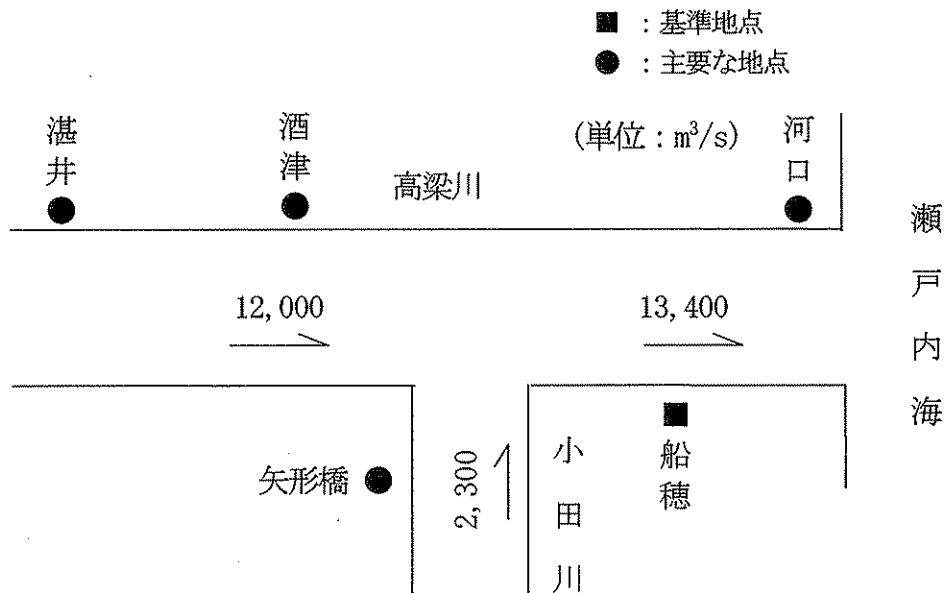 ■ : 基準地点
● : 主要な地点
(単位 : m³/s)
湛井
酒津
高梁川
河口
瀬戸内海
12,000
13,400
矢形橋
2,300
小田川
船穂